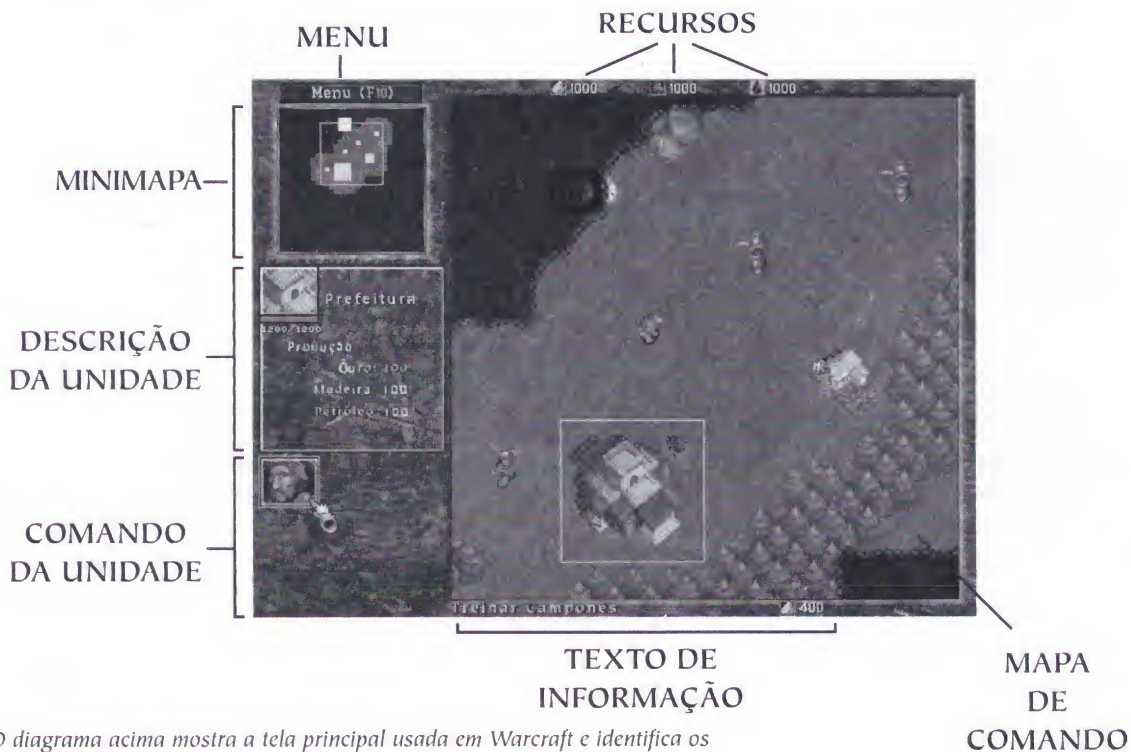 RECURSOS
MENU
Menu (F10)
1000
1000
1000
MINIMAPA
Prefeitura
1200/1200
Produção
Ouro: 100
Madeira: 100
Petróleo: 100
DESCRIÇÃO
DA UNIDADE
COMANDO
DA UNIDADE
Treinar Campones
400
TEXTO DE
INFORMAÇÃO
MAPA
DE
COMANDO
O diagrama acima mostra a tela principal usada em Warcraft e identifica os